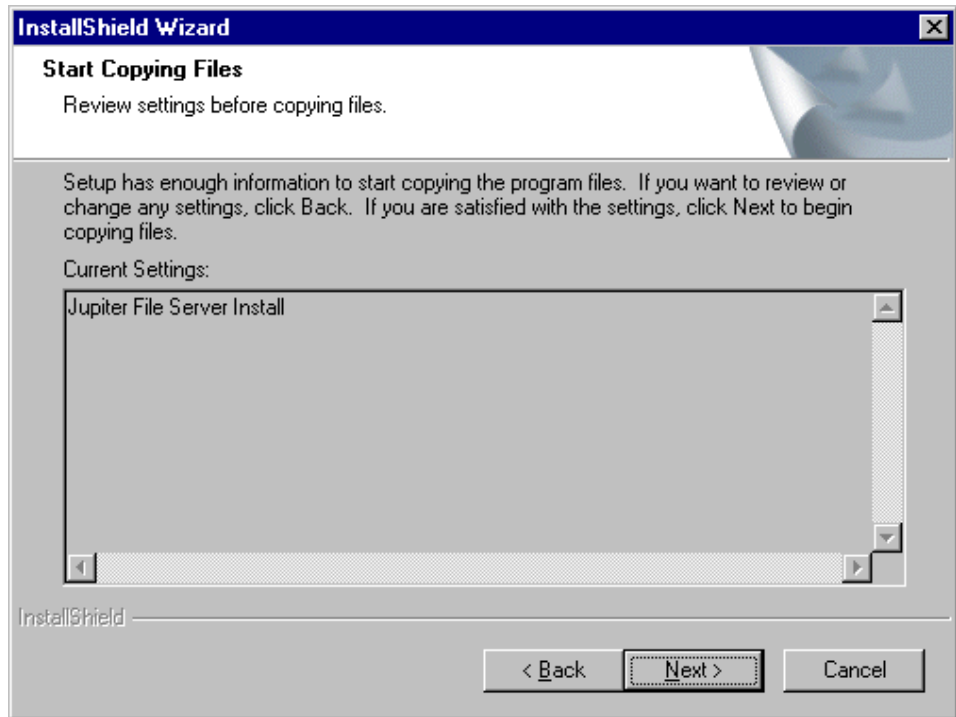 InstallShield Wizard
Start Copying Files
Review settings before copying files.
Setup has enough information to start copying the program files.  If you want to review or
change any settings, click Back.  If you are satisfied with the settings, click Next to begin
copying files.
Current Settings:
Jupiter File Server Install
InstallShield
< Back Next > Cancel